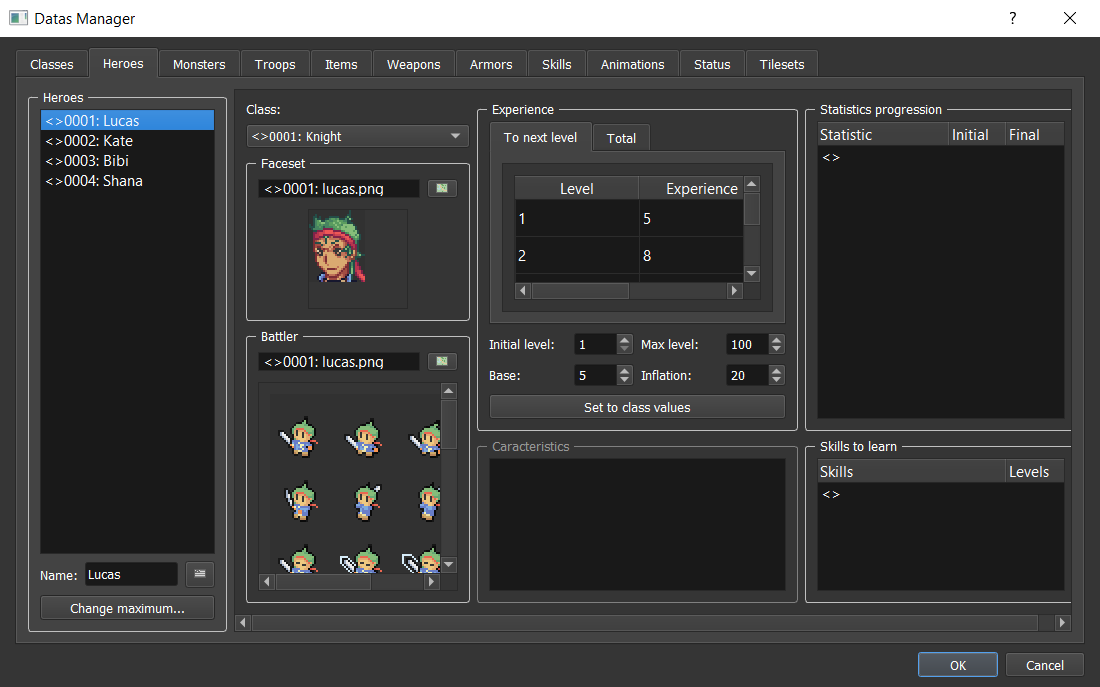 Datas Manager
?
Classes
Heroes
Monsters
Troops
Items
Weapons
Armors
Skills
Animations
Status
Tilesets
Heroes
<>0001: Lucas
<>0002: Kate
<>0003: Bibi
<>0004: Shana
Name: Lucas
Change maximum...
Class:
<>0001: Knight
Faceset
<>0001: lucas.png
Battler
<>0001: lucas.png
Experience
To next level
Total
Level Experience
1 5
2 8
Initial level: 1 Max level: 100
Base: 5 Inflation: 20
Set to class values
Caracteristics
Statistics progression
Statistic Initial Final
<>
Skills to learn
Skills Levels
<>
OK
Cancel